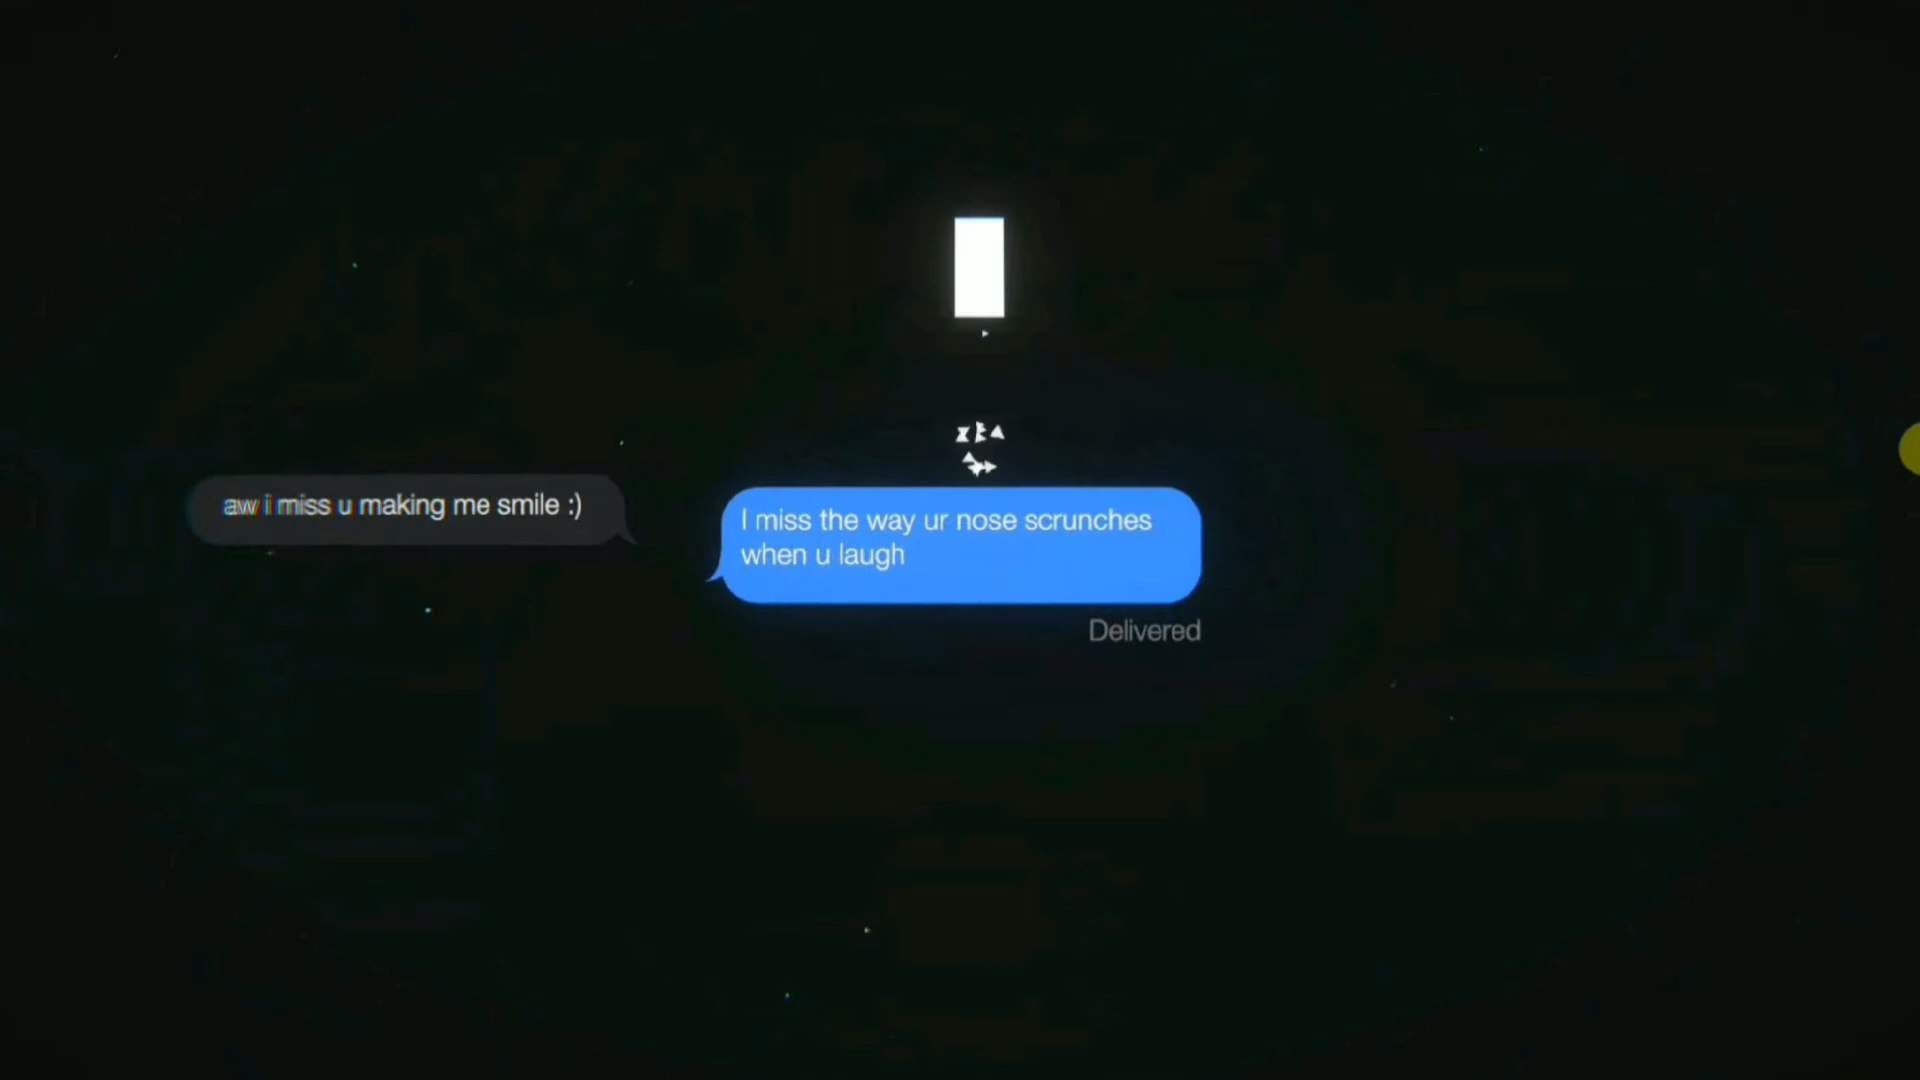 aw i miss u making me smile :)
I miss the way ur nose scrunches
when u laugh
Delivered